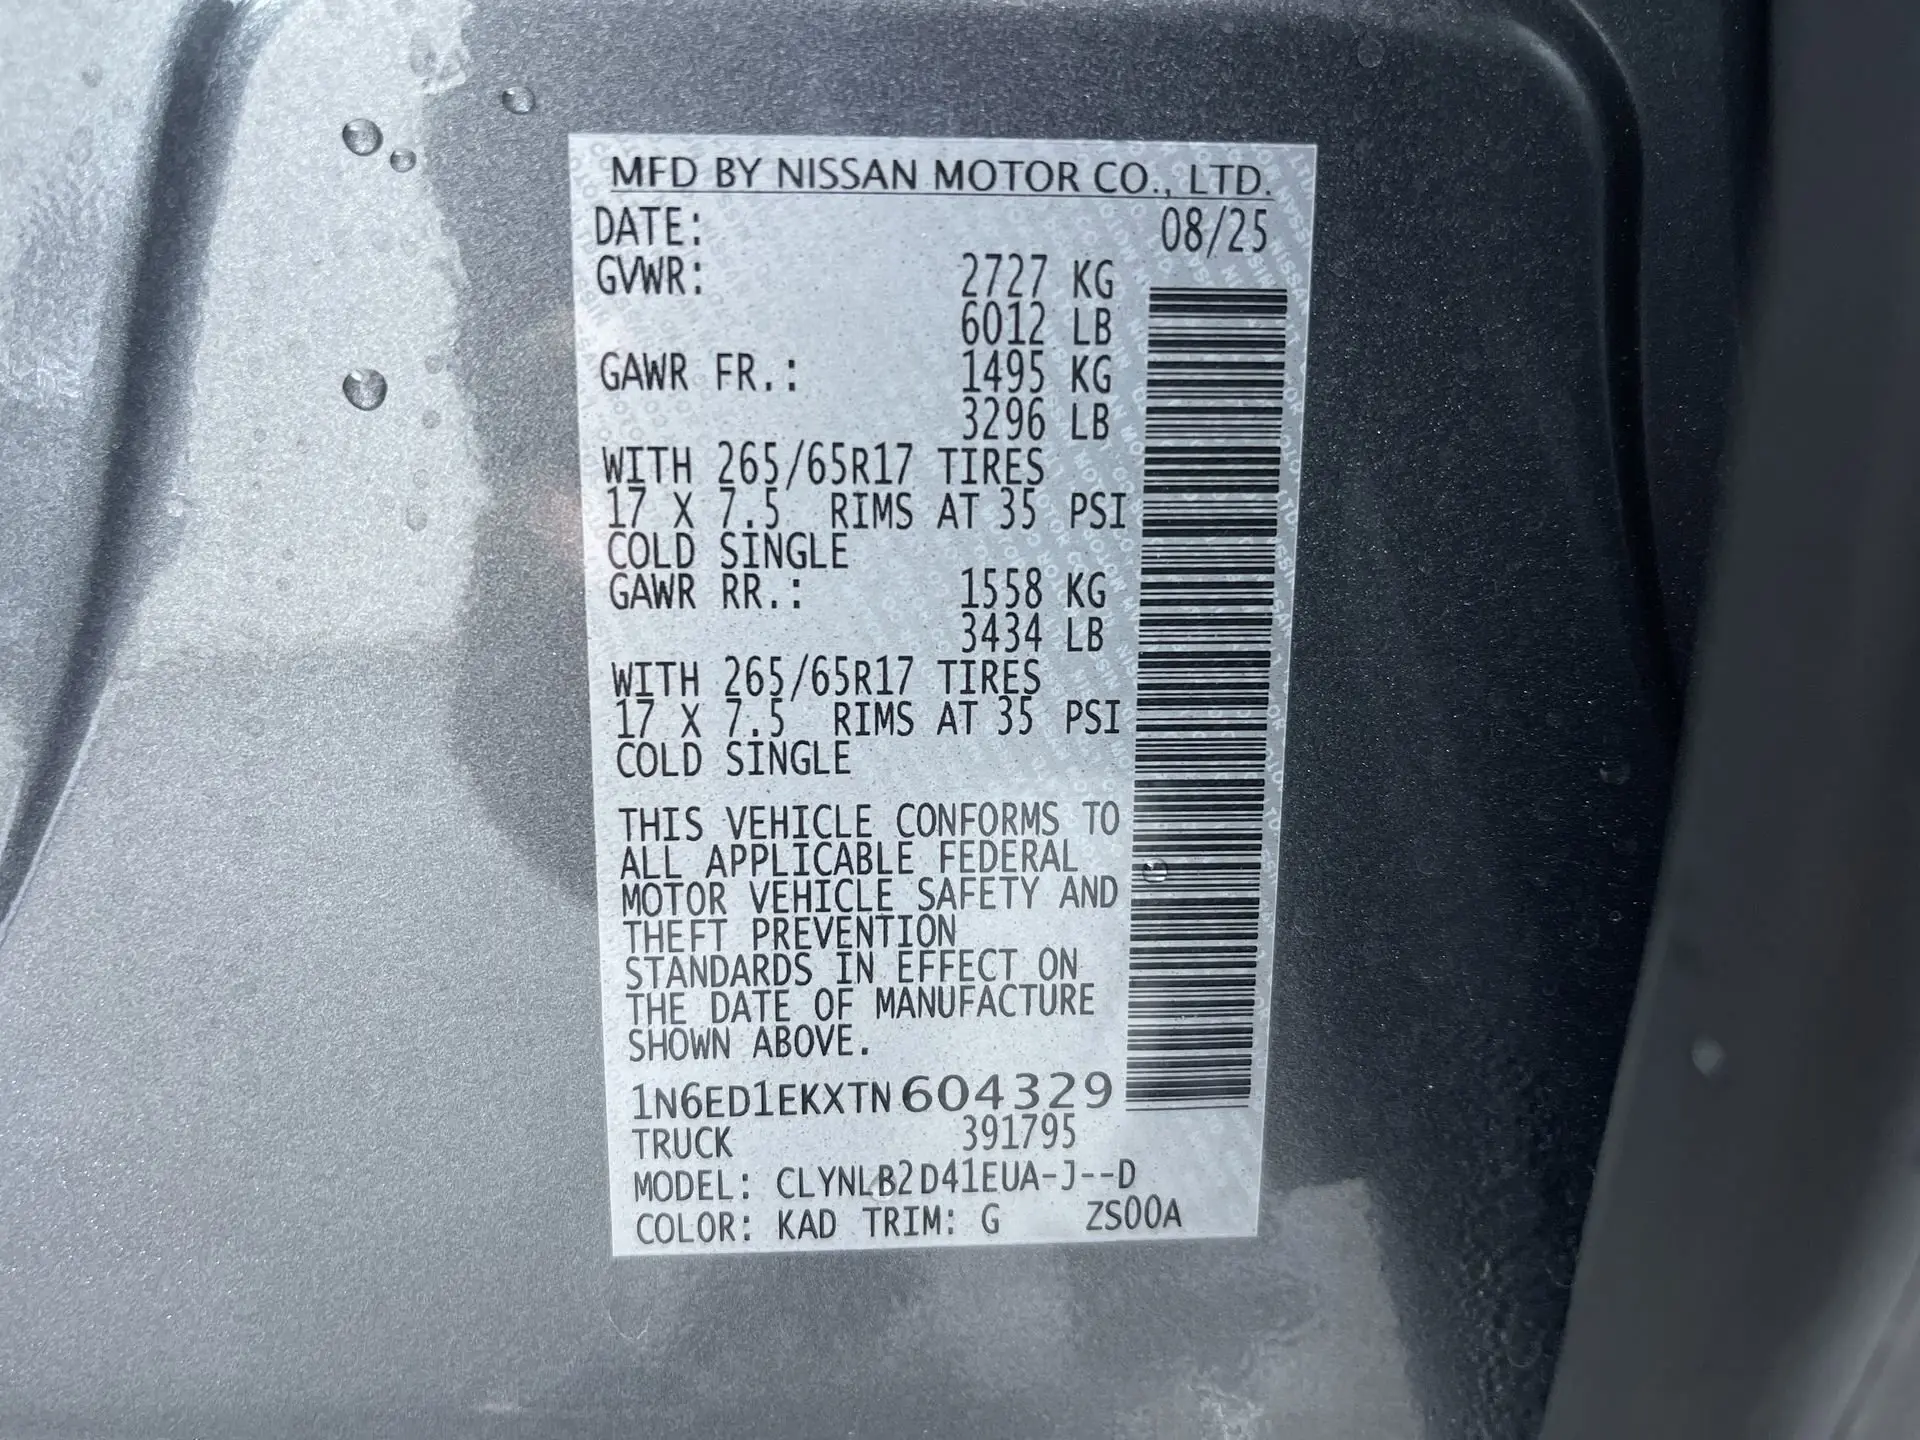 MFD BY NISSAN MOTOR CO., LTD.
DATE: 08/25
GVWR: 2727 KG
6012 LB
GAWR FR.: 1495 KG
3296 LB
WITH 265/65R17 TIRES
17 X 7.5 RIMS AT 35 PSI
COLD SINGLE
GAWR RR.: 1558 KG
3434 LB
WITH 265/65R17 TIRES
17 X 7.5 RIMS AT 35 PSI
COLD SINGLE
THIS VEHICLE CONFORMS TO
ALL APPLICABLE FEDERAL
MOTOR VEHICLE SAFETY AND
THEFT PREVENTION
STANDARDS IN EFFECT ON
THE DATE OF MANUFACTURE
SHOWN ABOVE.
1N6ED1EKXTN604329
TRUCK 391795
MODEL: CLYNLB2D41EUA-J--D
COLOR: KAD TRIM: G ZS00A